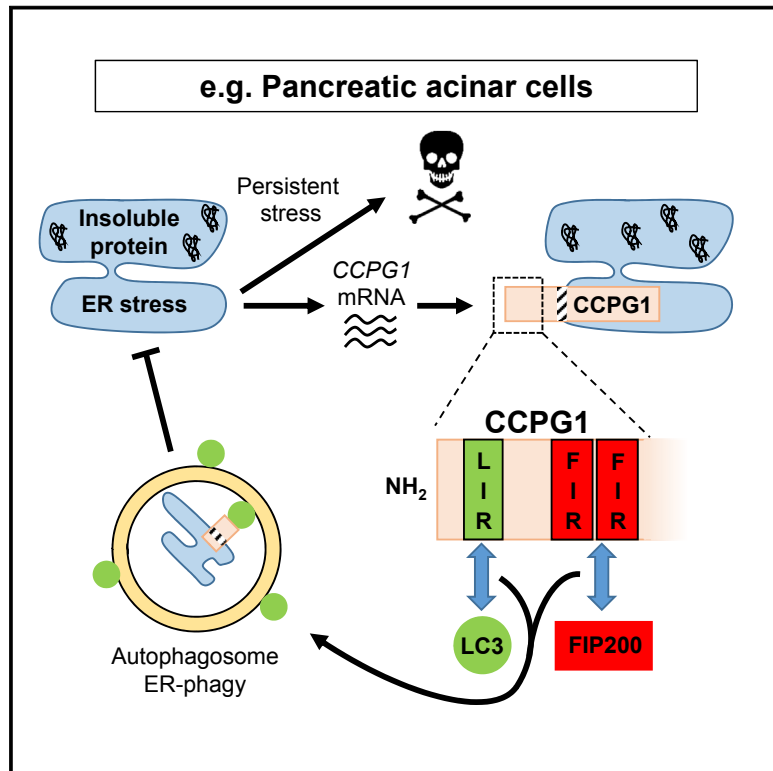 e.g. Pancreatic acinar cells
Persistent
stress
Insoluble
protein
ER stress
CCPG1
mRNA
CCPG1
CCPG1
NH₂
L
I
R
F
I
R
F
I
R
LC3
FIP200
Autophagosome
ER-phagy